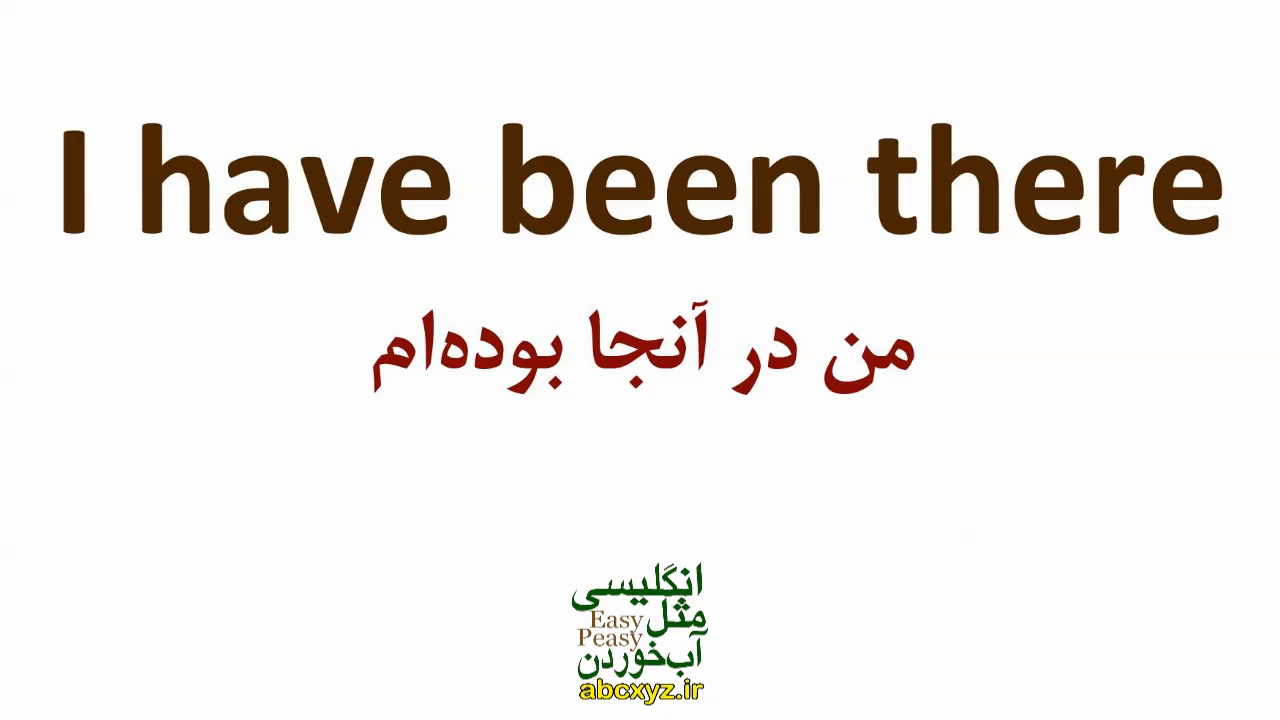 I have been there
من در آنجا بوده‌ام
انگلیسی
مثل Easy
Peasy
آب‌خوردن
abcxyz.ir